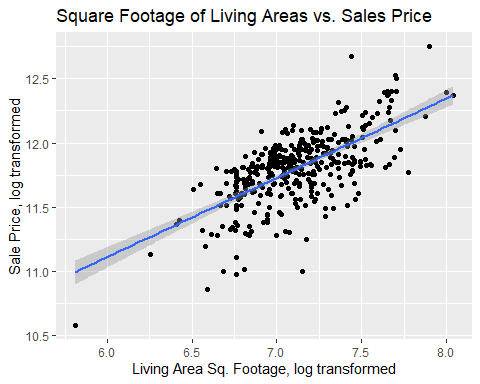 Square Footage of Living Areas vs. Sales Price
Sale Price, log transformed
12.5
12.0
11.5
11.0
10.5
6.0 6.5 7.0 7.5 8.0
Living Area Sq. Footage, log transformed